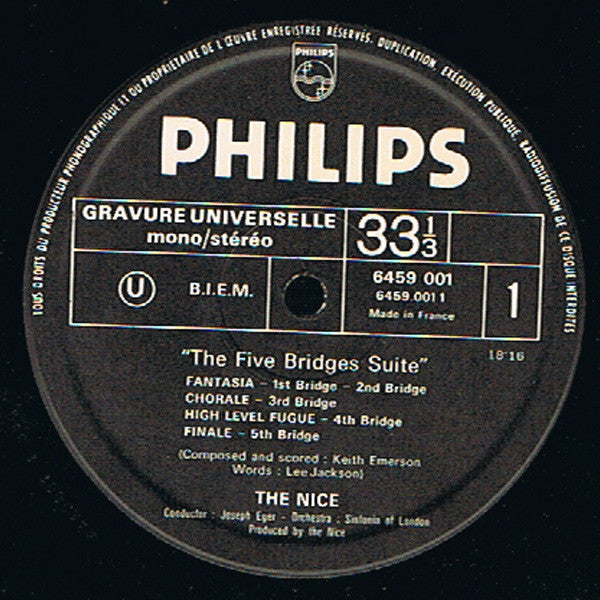 TOUS DROITS DU PRODUCTEUR PHONOGRAPHIQUE ET DU PROPRIETAIRE DE L'ŒUVRE ENREGISTREE RÉSERVÉS. DUPLICATION, EXÉCUTION PUBLIQUE, RADIODIFFUSION DE CE DISQUE INTERDITES
PHILIPS
PHILIPS
GRAVURE UNIVERSELLE
mono/stéréo
33 1/3
U
B.I.E.M.
6459 001
6459.001 1
Made in France
1
18'16
"The Five Bridges Suite"
FANTASIA – 1st Bridge – 2nd Bridge
CHORALE – 3rd Bridge
HIGH LEVEL FUGUE – 4th Bridge
FINALE – 5th Bridge
(Composed and scored : Keith Emerson
Words : Lee Jackson)
THE NICE
Conductor : Joseph Eger – Orchestra : Sinfonia of London
Produced by the Nice